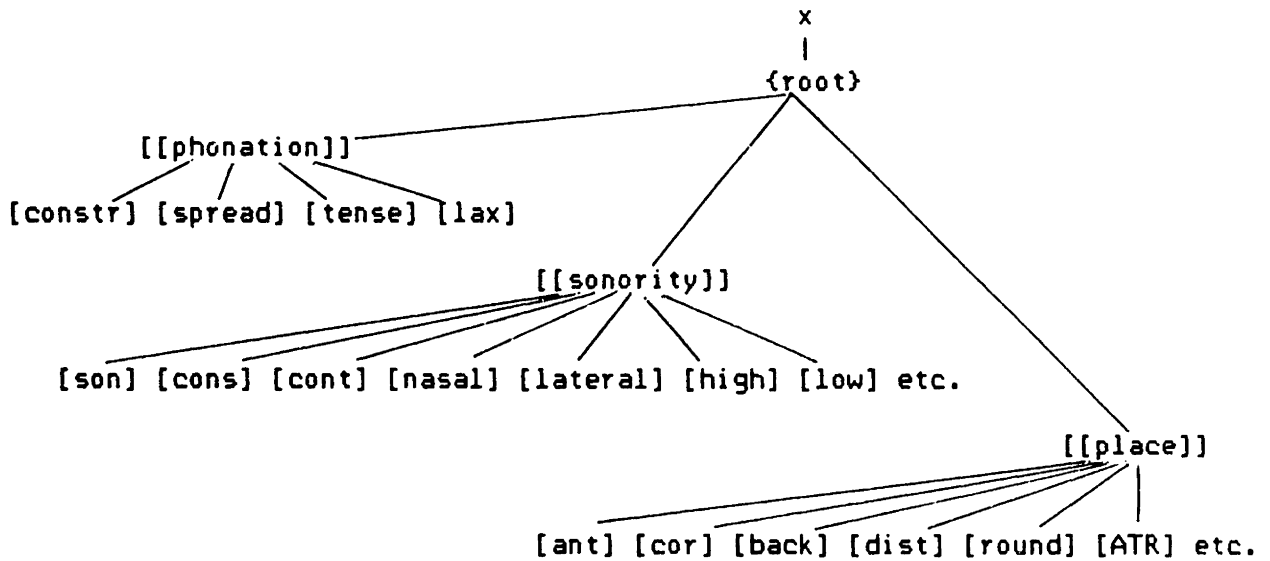 x
{root}
[[phonation]]
[constr] [spread] [tense] [lax]
[[sonority]]
[son] [cons] [cont] [nasal] [lateral] [high] [low] etc.
[[place]]
[ant] [cor] [back] [dist] [round] [ATR] etc.